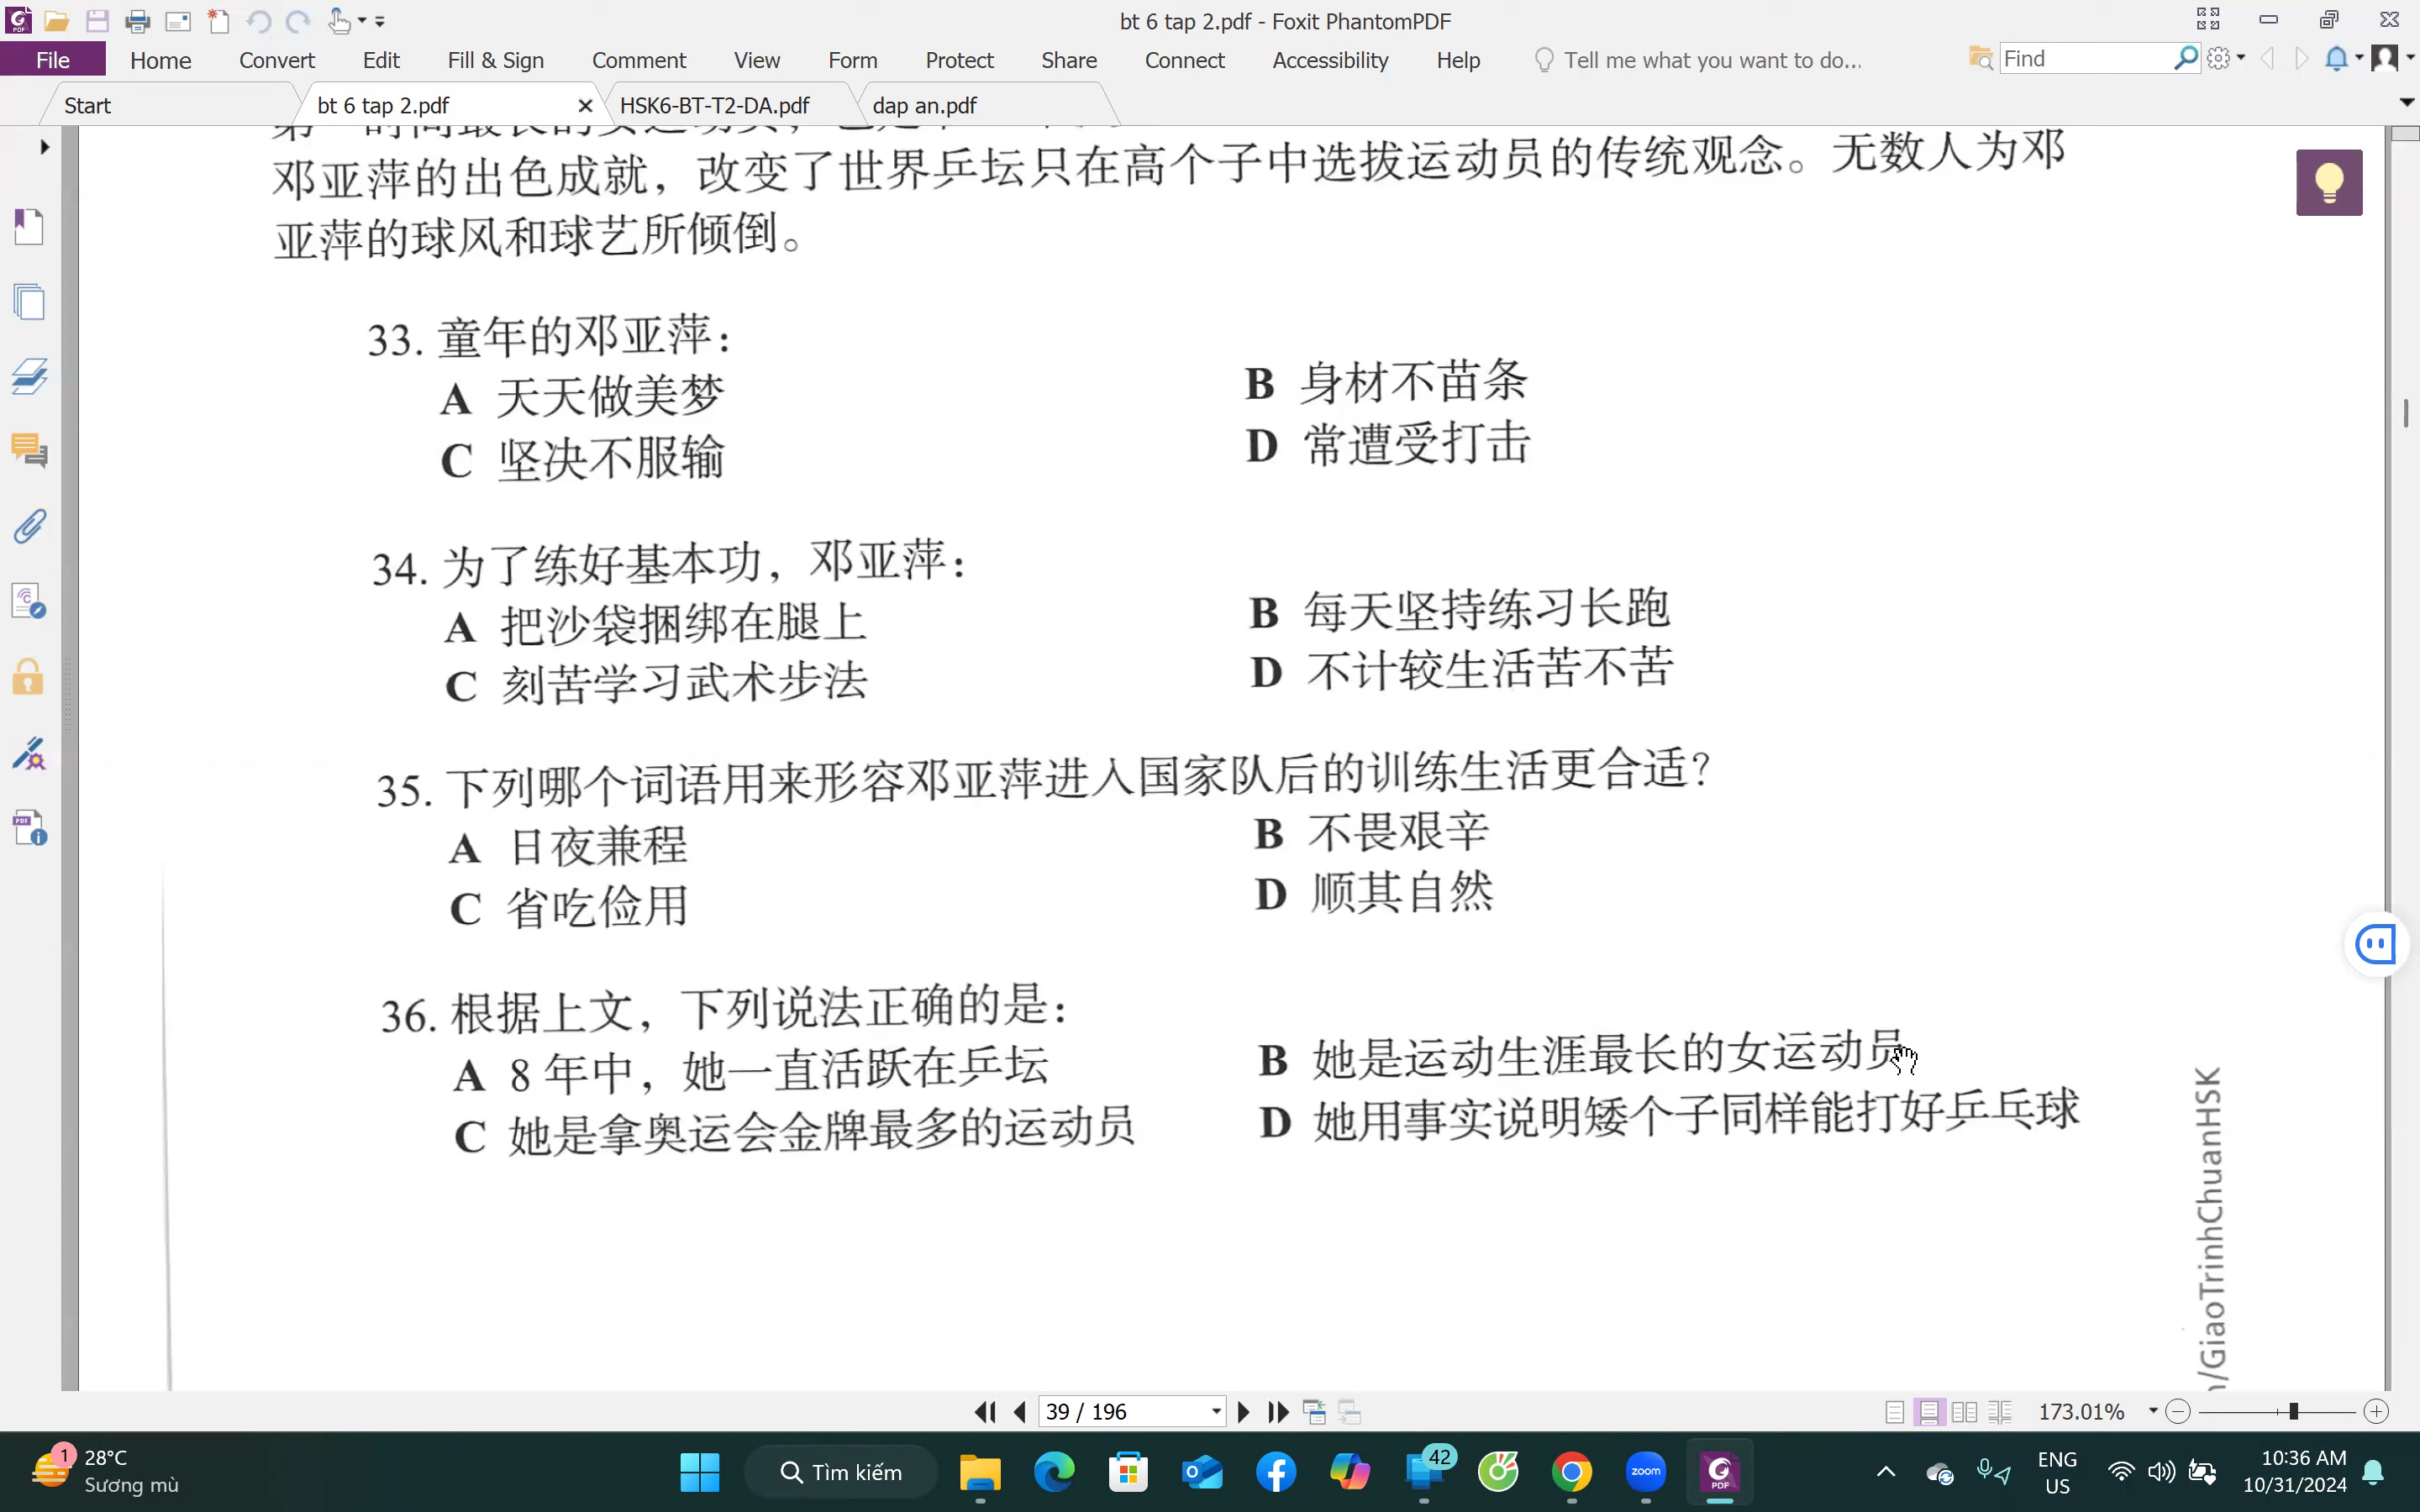 bt 6 tap 2.pdf - Foxit PhantomPDF
File Home Convert Edit Fill & Sign Comment View Form Protect Share Connect Accessibility Help Tell me what you want to do... Find
Start bt 6 tap 2.pdf HSK6-BT-T2-DA.pdf dap an.pdf
邓亚萍的出色成就，改变了世界乒坛只在高个子中选拔运动员的传统观念。无数人为邓
亚萍的球风和球艺所倾倒。
33. 童年的邓亚萍：
A 天天做美梦 B 身材不苗条
C 坚决不服输 D 常遭受打击
34. 为了练好基本功，邓亚萍：
A 把沙袋捆绑在腿上 B 每天坚持练习长跑
C 刻苦学习武术步法 D 不计较生活苦不苦
35. 下列哪个词语用来形容邓亚萍进入国家队后的训练生活更合适？
A 日夜兼程 B 不畏艰辛
C 省吃俭用 D 顺其自然
36. 根据上文，下列说法正确的是：
A 8 年中，她一直活跃在乒坛 B 她是运动生涯最长的女运动员
C 她是拿奥运会金牌最多的运动员 D 她用事实说明矮个子同样能打好乒乓球
/GiaoTrinhChuanHSK
39 / 196 173.01%
1 28°C
Sương mù
Tìm kiếm
42
zoom
PDF
ENG
US
10:36 AM
10/31/2024